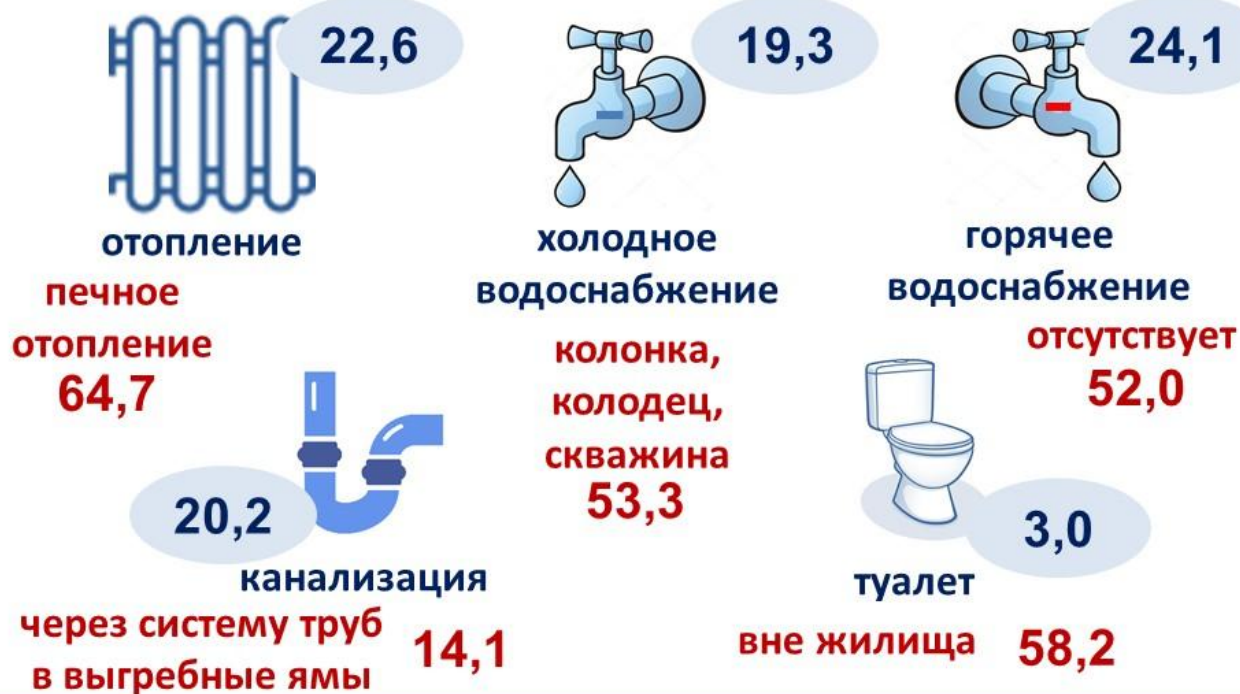 22,6
отопление
печное
отопление
64,7
19,3
холодное
водоснабжение
колонка,
колодец,
скважина
53,3
24,1
горячее
водоснабжение
отсутствует
52,0
20,2
канализация
через систему труб
в выгребные ямы
14,1
3,0
туалет
вне жилища
58,2